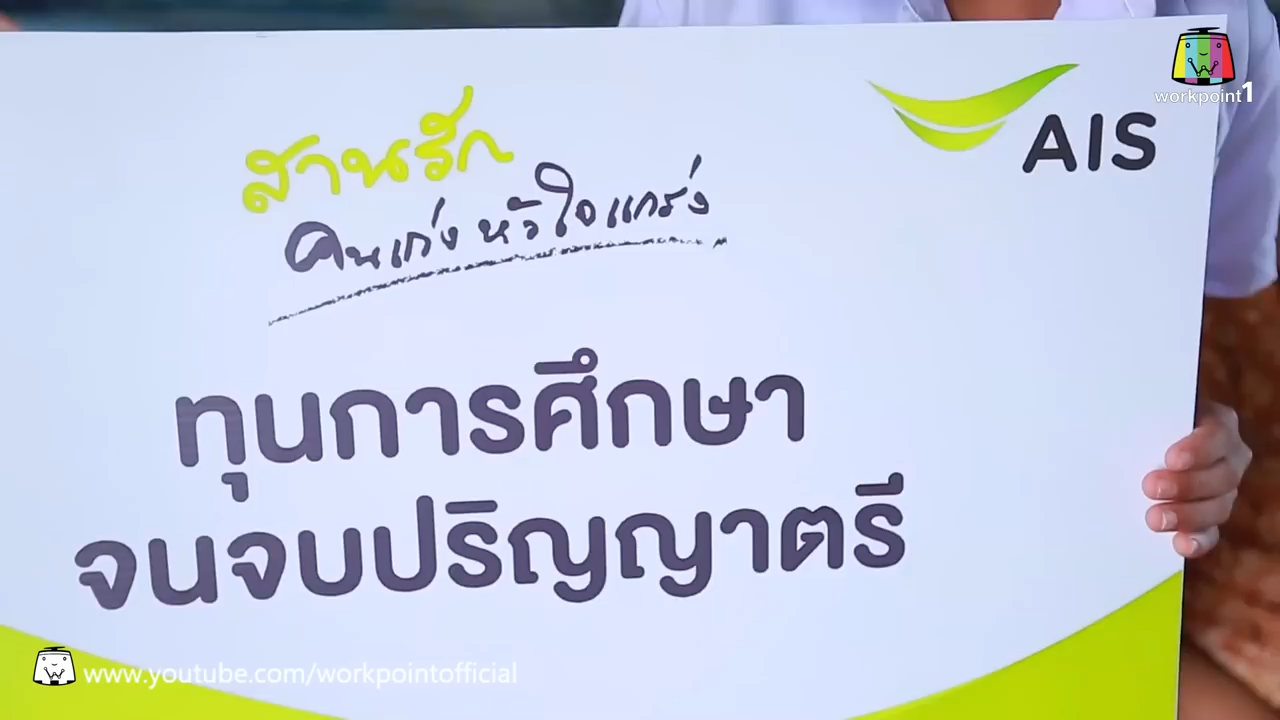 workpoint1
AIS
สานรัก
คนเก่ง หัวใจแกร่ง
ทุนการศึกษา
จนจบปริญญาตรี
www.youtube.com/workpointofficial